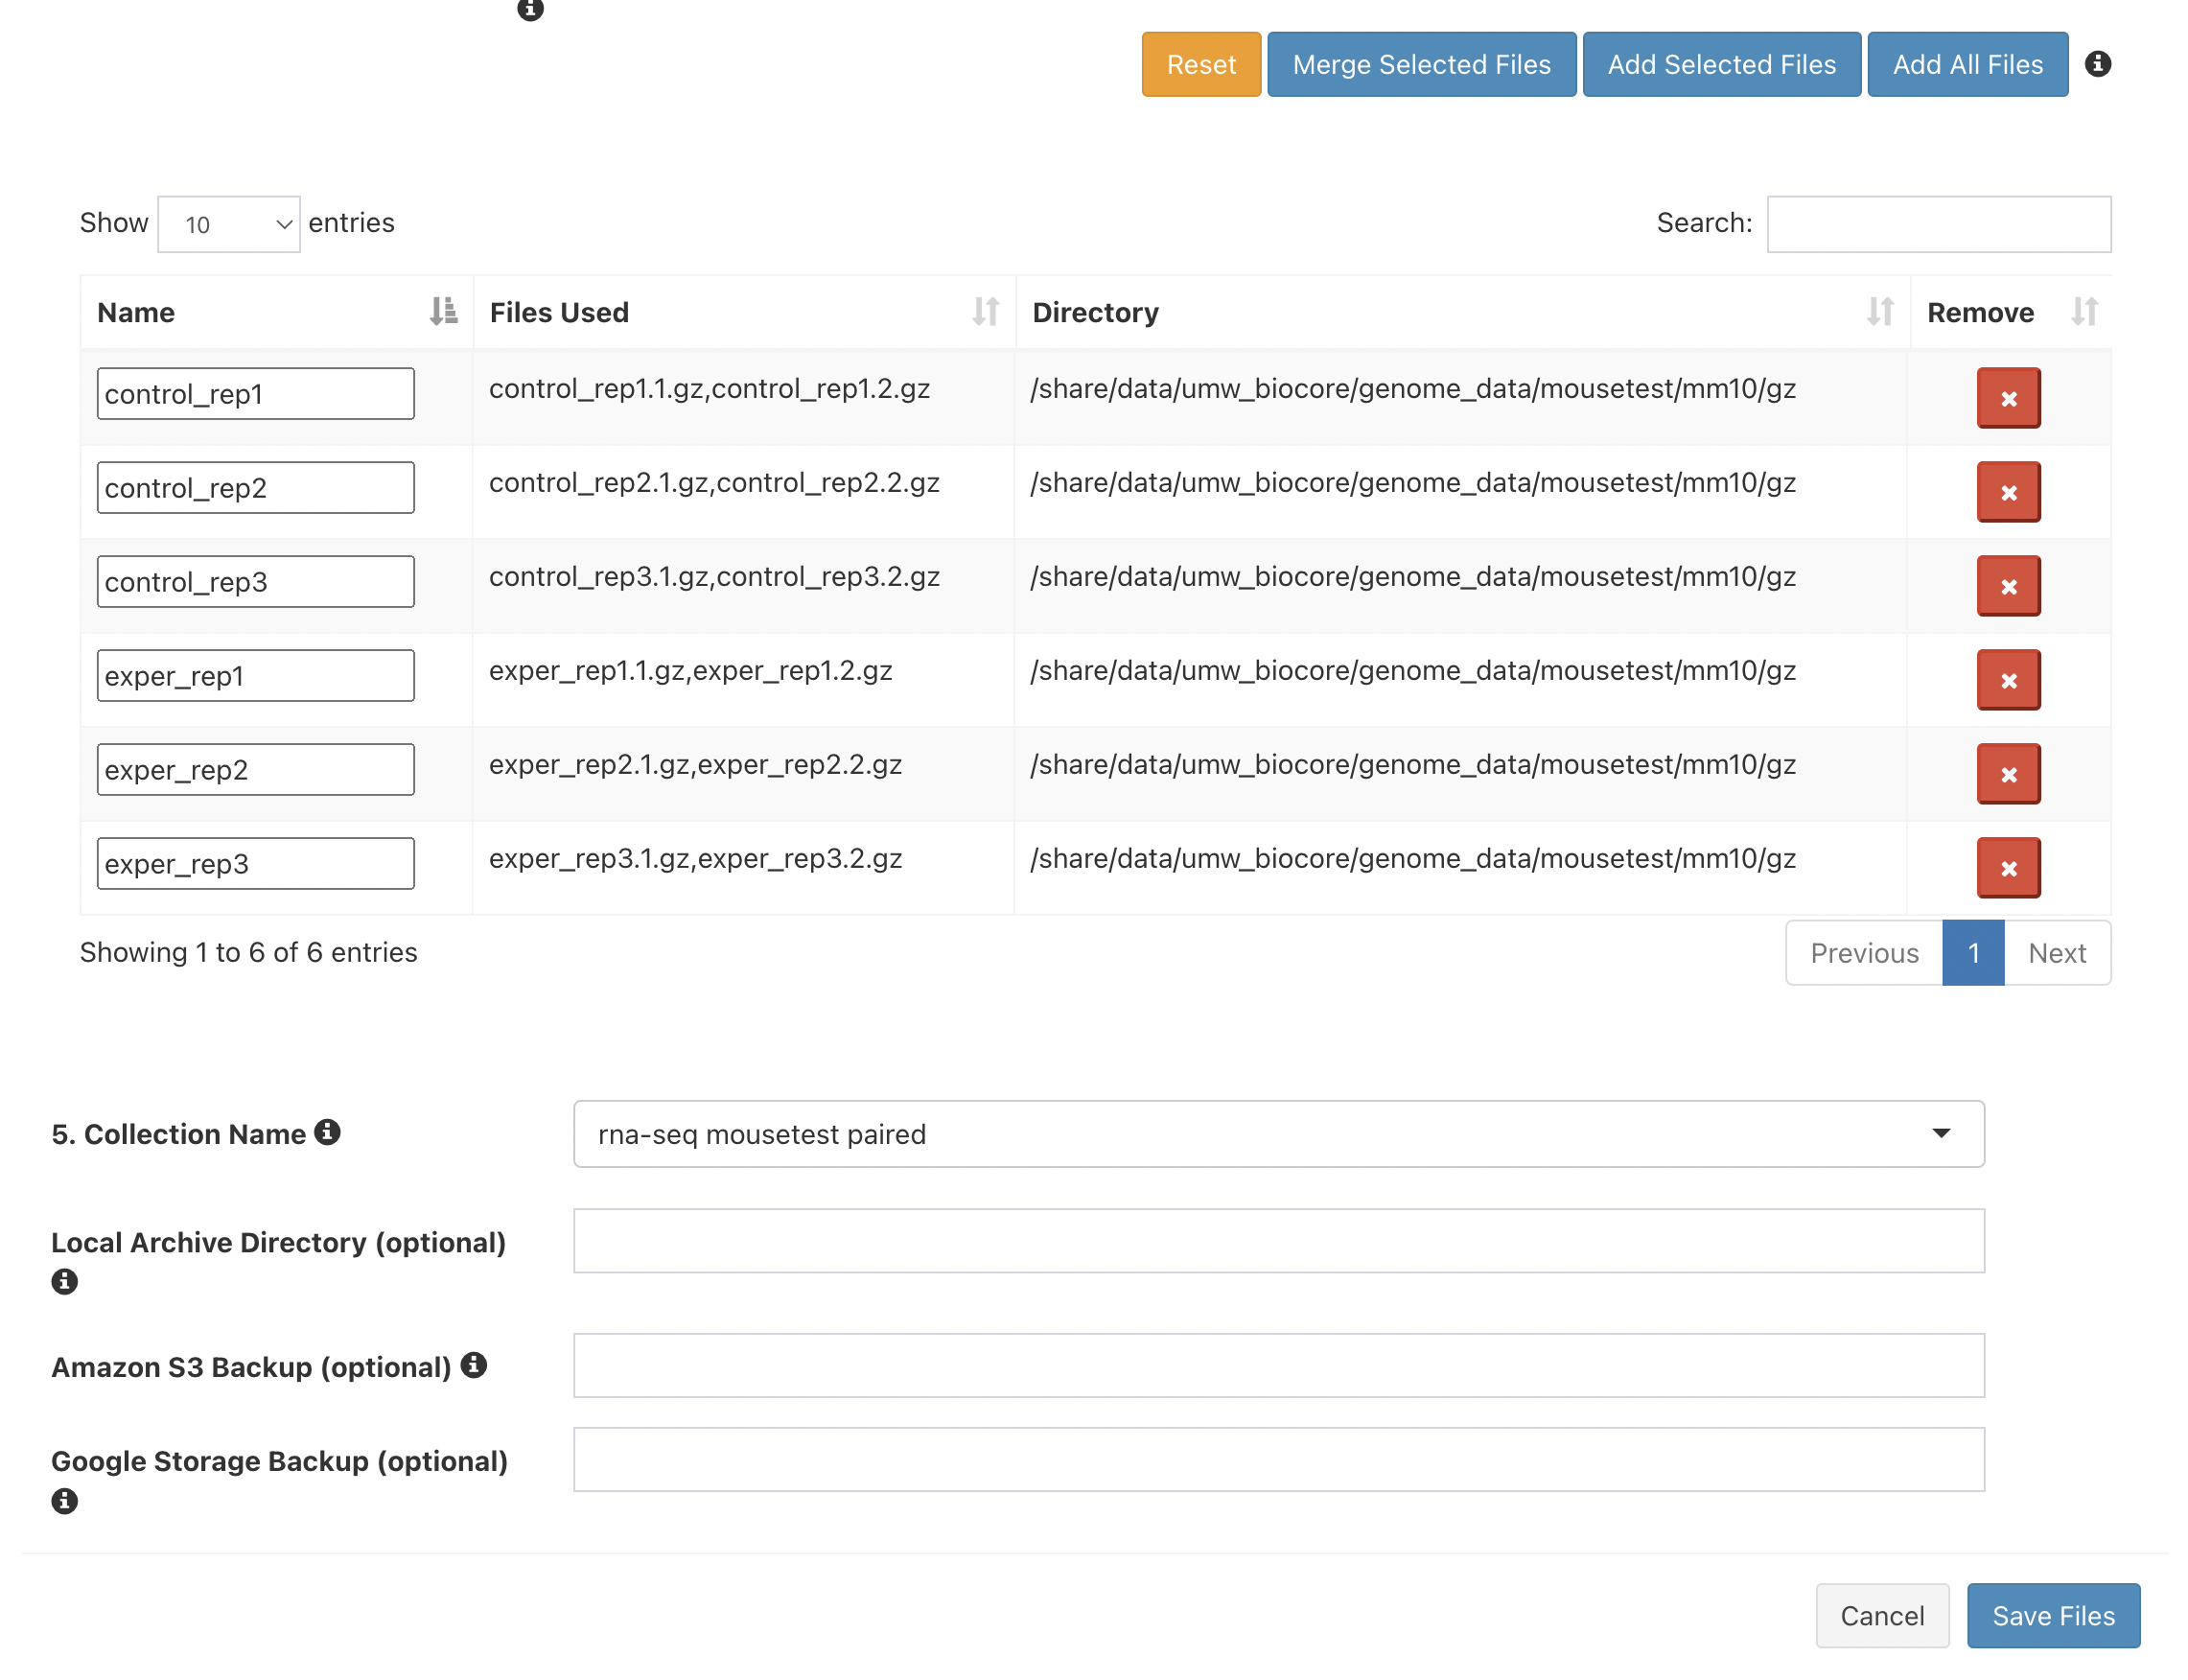 Reset Merge Selected Files Add Selected Files Add All Files
Show 10 entries Search:
Name Files Used Directory Remove
control_rep1 control_rep1.1.gz,control_rep1.2.gz /share/data/umw_biocore/genome_data/mousetest/mm10/gz
control_rep2 control_rep2.1.gz,control_rep2.2.gz /share/data/umw_biocore/genome_data/mousetest/mm10/gz
control_rep3 control_rep3.1.gz,control_rep3.2.gz /share/data/umw_biocore/genome_data/mousetest/mm10/gz
exper_rep1 exper_rep1.1.gz,exper_rep1.2.gz /share/data/umw_biocore/genome_data/mousetest/mm10/gz
exper_rep2 exper_rep2.1.gz,exper_rep2.2.gz /share/data/umw_biocore/genome_data/mousetest/mm10/gz
exper_rep3 exper_rep3.1.gz,exper_rep3.2.gz /share/data/umw_biocore/genome_data/mousetest/mm10/gz
Showing 1 to 6 of 6 entries Previous 1 Next
5. Collection Name rna-seq mousetest paired
Local Archive Directory (optional)
Amazon S3 Backup (optional)
Google Storage Backup (optional)
Cancel Save Files